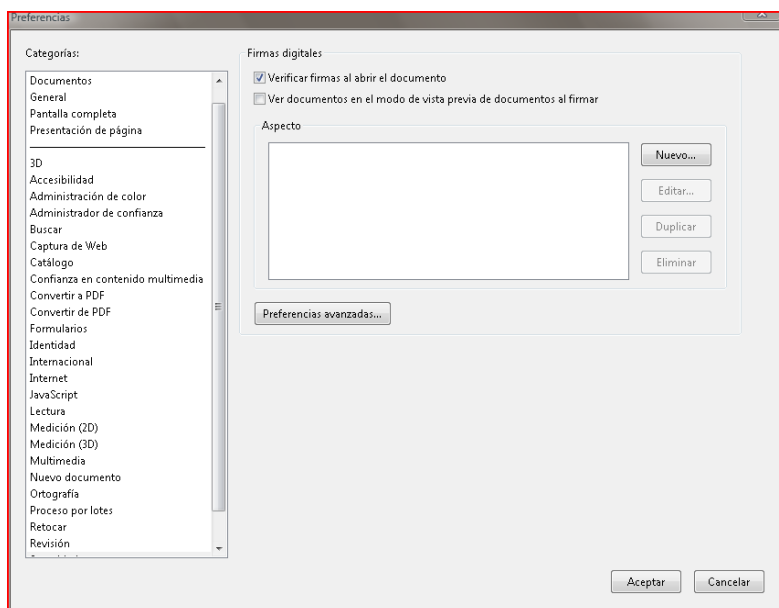 Preferencias
Categorías:
Documentos
General
Pantalla completa
Presentación de página
3D
Accesibilidad
Administración de color
Administrador de confianza
Buscar
Captura de Web
Catálogo
Confianza en contenido multimedia
Convertir a PDF
Convertir de PDF
Formularios
Identidad
Internacional
Internet
JavaScript
Lectura
Medición (2D)
Medición (3D)
Multimedia
Nuevo documento
Ortografía
Proceso por lotes
Retocar
Revisión
Firmas digitales
Verificar firmas al abrir el documento
Ver documentos en el modo de vista previa de documentos al firmar
Aspecto
Nuevo...
Editar...
Duplicar
Eliminar
Preferencias avanzadas...
Aceptar
Cancelar